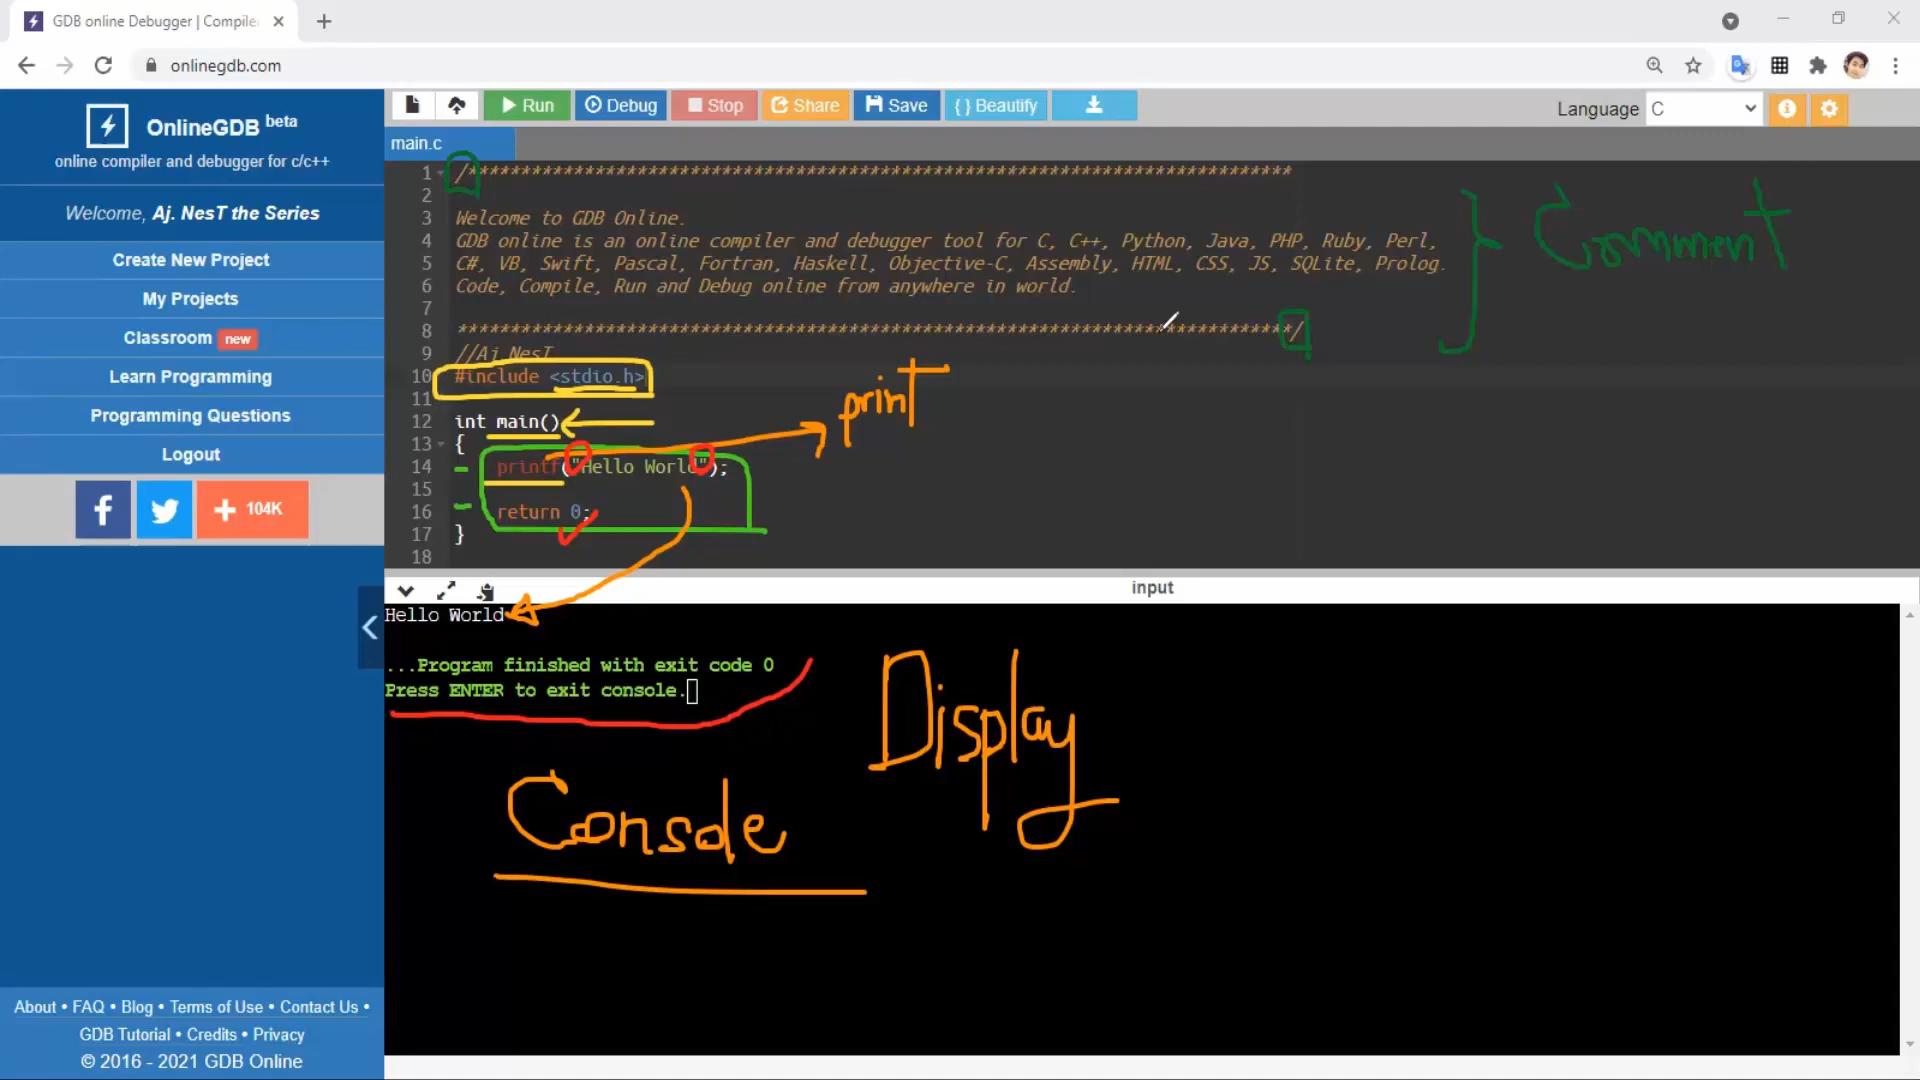 GDB online Debugger | Compile
onlinegdb.com
OnlineGDB beta
online compiler and debugger for c/c++
Welcome, Aj. NesT the Series
Create New Project
My Projects
Classroom new
Learn Programming
Programming Questions
Logout
+ 104K
Run Debug Stop Share Save { } Beautify
Language C
main.c
1 /******************************************************************************
2
3 Welcome to GDB Online.
4 GDB online is an online compiler and debugger tool for C, C++, Python, Java, PHP, Ruby, Perl,
5 C#, VB, Swift, Pascal, Fortran, Haskell, Objective-C, Assembly, HTML, CSS, JS, SQLite, Prolog.
6 Code, Compile, Run and Debug online from anywhere in world.
7
8 *******************************************************************************/
9 //Aj NesT
10 #include <stdio.h>
11
12 int main()
13 {
14 printf("Hello World");
15
16 return 0;
17 }
18
Comment
print
input
Hello World
...Program finished with exit code 0
Press ENTER to exit console.
Display
Console
About • FAQ • Blog • Terms of Use • Contact Us •
GDB Tutorial • Credits • Privacy
© 2016 - 2021 GDB Online